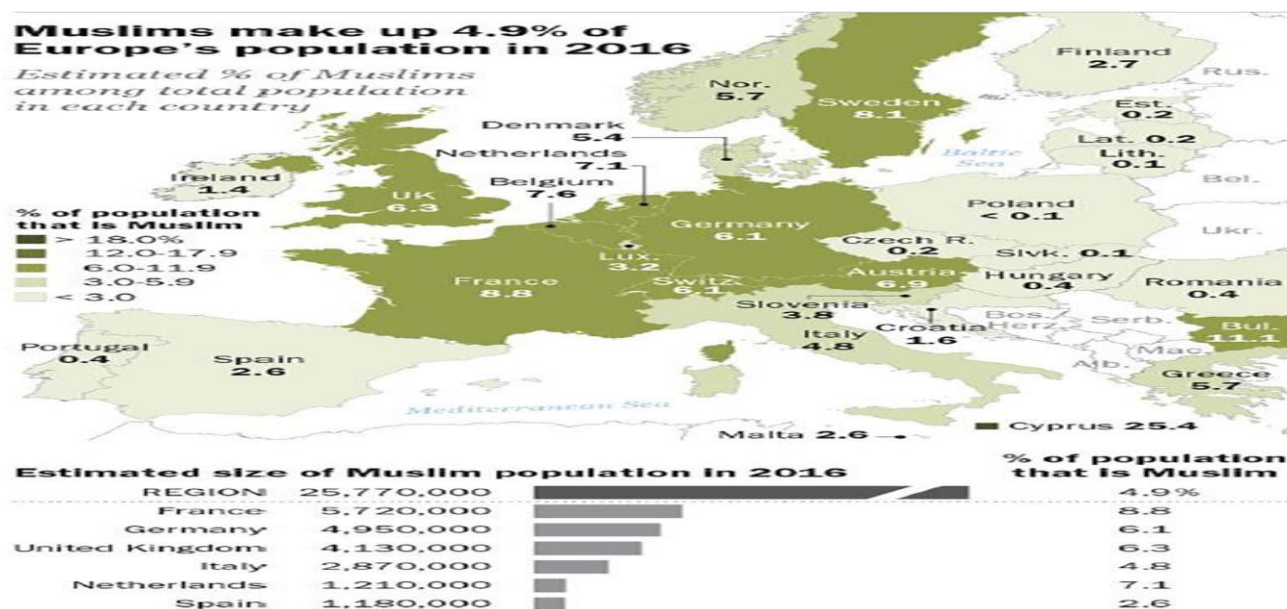 Muslims make up 4.9% of
Europe's population in 2016
Estimated % of Muslims
among total population
in each country
Finland
2.7
Rus.
Nor.
5.7
Sweden
8.1
Est.
0.2
Denmark
5.4
Lat. 0.2
Baltic
Sea
Lith.
0.1
Netherlands
7.1
Ireland
1.4
Belgium
7.6
Bel.
UK
6.3
Poland
< 0.1
% of population
that is Muslim
> 18.0%
12.0-17.9
6.0-11.9
3.0-5.9
< 3.0
Germany
6.1
Ukr.
Czech R.
0.2
Slvk. 0.1
Lux.
3.2
France
8.8
Switz.
6.1
Austria
6.9
Hungary
0.4
Romania
0.4
Slovenia
3.8
Croatia
1.6
Bos./
Herz.
Serb.
Bul.
11.1
Italy
4.8
Portugal
0.4
Spain
2.6
Mac.
Alb.
Greece
5.7
Mediterranean Sea
Malta 2.6
Cyprus 25.4
Estimated size of Muslim population in 2016
% of population
that is Muslim
REGION 25,770,000 4.9%
France 5,720,000 8.8
Germany 4,950,000 6.1
United Kingdom 4,130,000 6.3
Italy 2,870,000 4.8
Netherlands 1,210,000 7.1
Spain 1,180,000 2.6